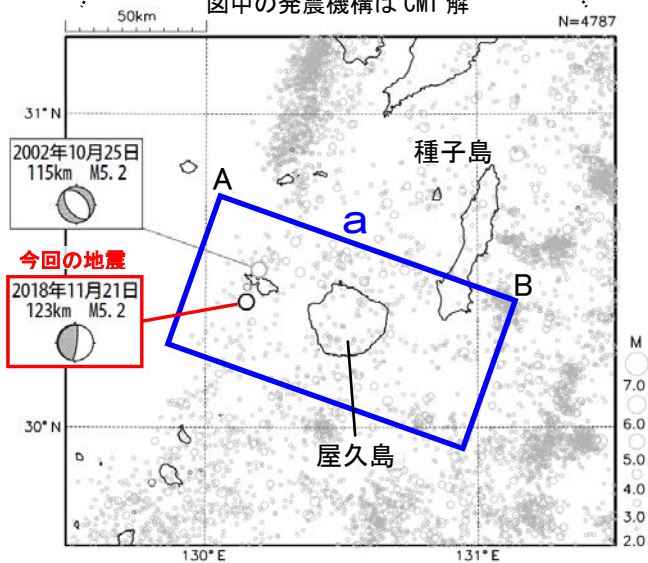 図中の発震機構は CMT 解
50km
N=4787
31°N
種子島
2002年10月25日
115km M5.2
A
a
今回の地震
2018年11月21日
123km M5.2
B
M
7.0
6.0
5.0
4.0
3.0
2.0
30°N
屋久島
130°E
131°E